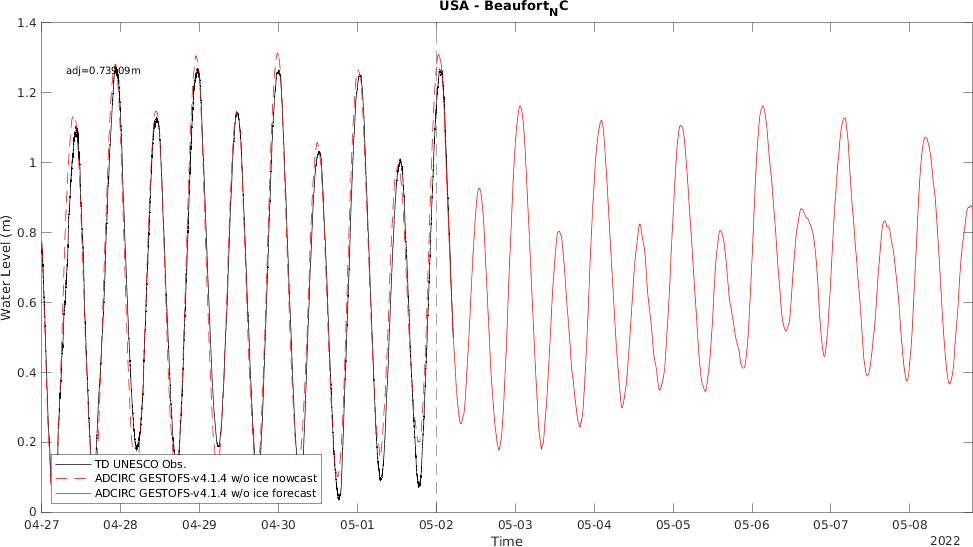 USA - Beaufort_NC
adj=0.73909m
1.4
1.2
1
0.8
0.6
0.4
0.2
0
Water Level (m)
TD UNESCO Obs.
ADCIRC GESTOFS-v4.1.4 w/o ice nowcast
ADCIRC GESTOFS-v4.1.4 w/o ice forecast
04-27 04-28 04-29 04-30 05-01 05-02 05-03 05-04 05-05 05-06 05-07 05-08
Time
2022